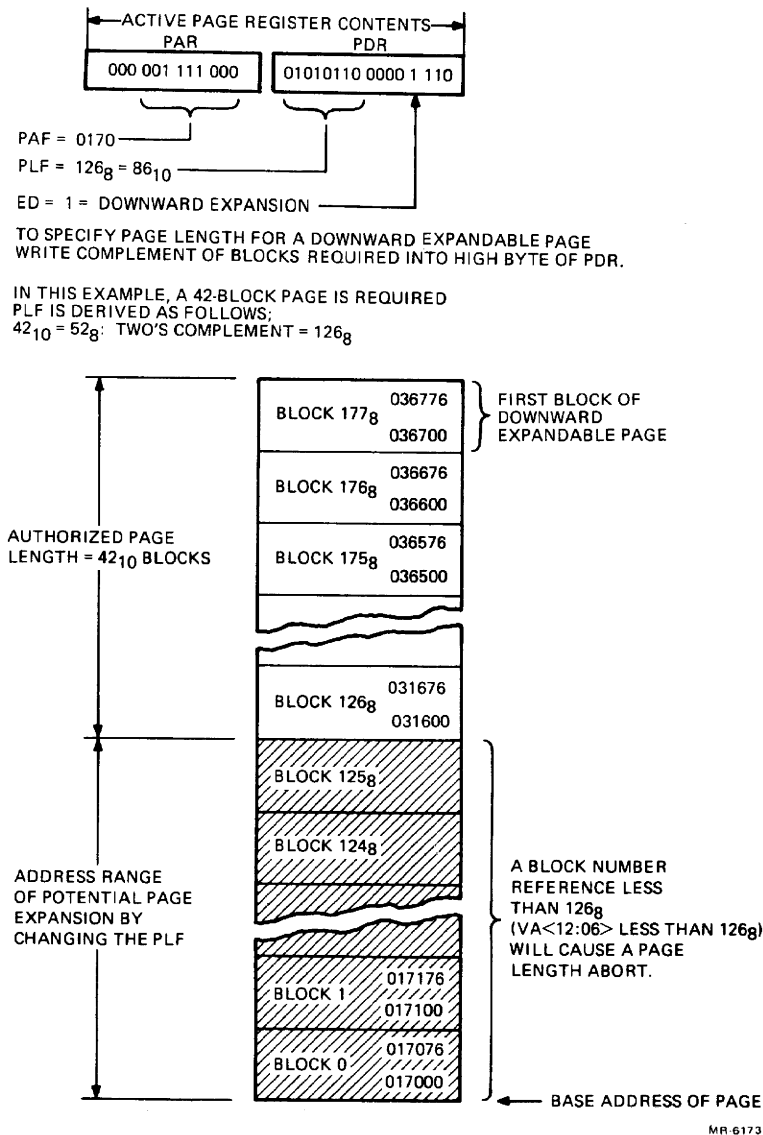 ACTIVE PAGE REGISTER CONTENTS
PAR PDR
000 001 111 000 01010110 0000 1 110
PAF = 0170
PLF = 126₈ = 86₁₀
ED = 1 = DOWNWARD EXPANSION
TO SPECIFY PAGE LENGTH FOR A DOWNWARD EXPANDABLE PAGE
WRITE COMPLEMENT OF BLOCKS REQUIRED INTO HIGH BYTE OF PDR.
IN THIS EXAMPLE, A 42-BLOCK PAGE IS REQUIRED
PLF IS DERIVED AS FOLLOWS;
42₁₀ = 52₈: TWO'S COMPLEMENT = 126₈
BLOCK 177₈
036776
036700
FIRST BLOCK OF
DOWNWARD
EXPANDABLE PAGE
BLOCK 176₈
036676
036600
AUTHORIZED PAGE
LENGTH = 42₁₀ BLOCKS
BLOCK 175₈
036576
036500
BLOCK 126₈
031676
031600
BLOCK 125₈
BLOCK 124₈
ADDRESS RANGE
OF POTENTIAL PAGE
EXPANSION BY
CHANGING THE PLF
A BLOCK NUMBER
REFERENCE LESS
THAN 126₈
(VA<12:06> LESS THAN 126₈)
WILL CAUSE A PAGE
LENGTH ABORT.
BLOCK 1
017176
017100
BLOCK 0
017076
017000
BASE ADDRESS OF PAGE
MR-6173